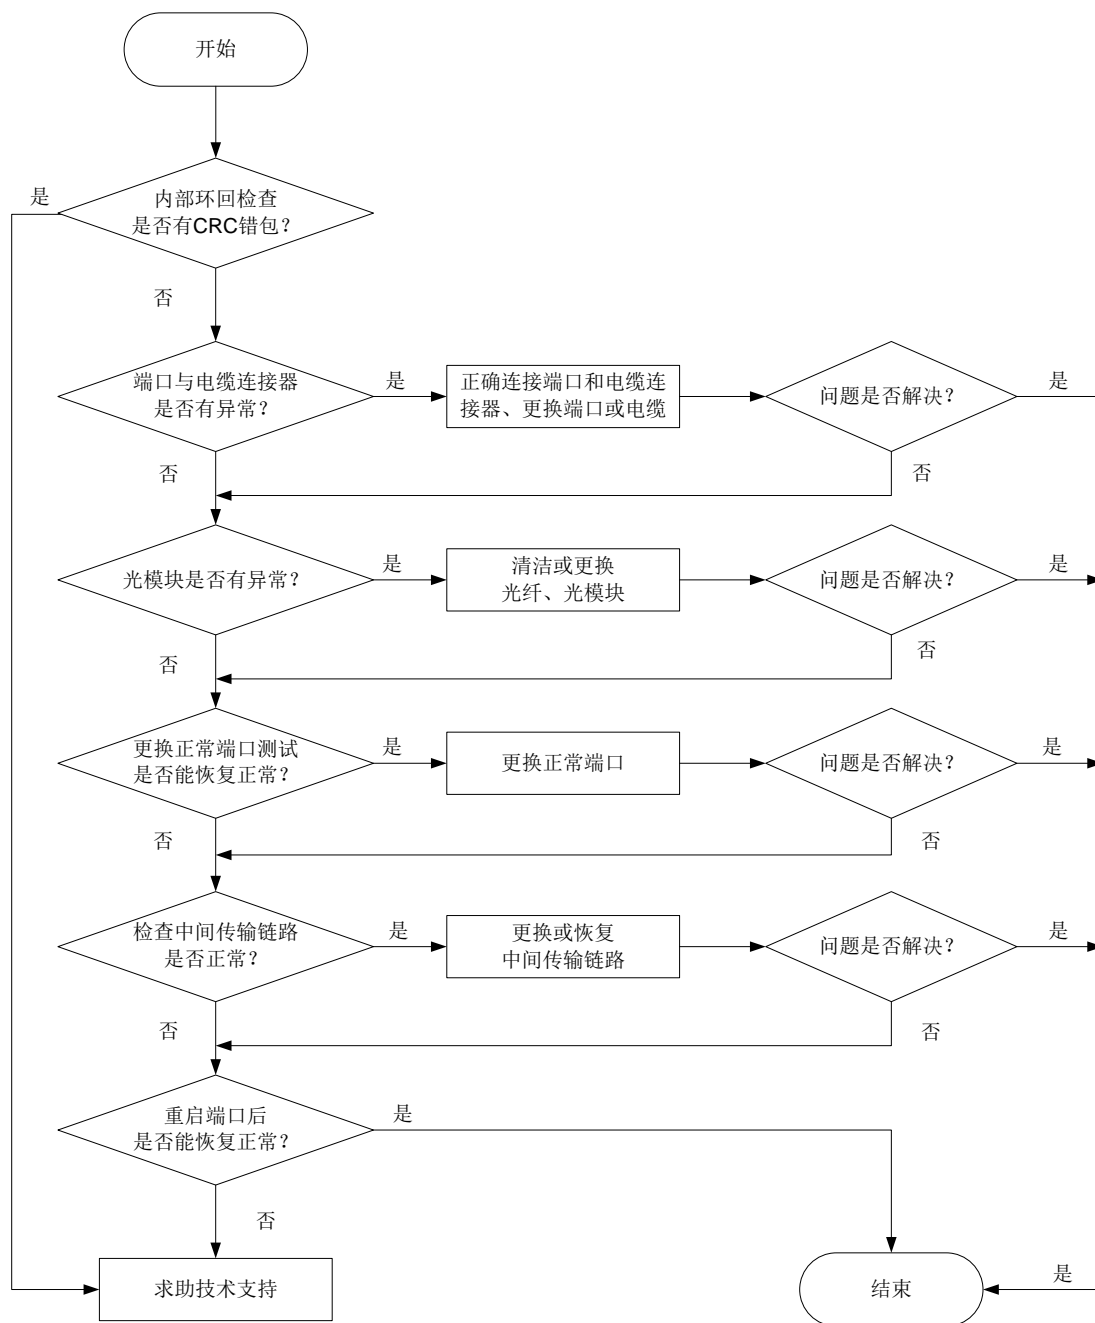 开始
是
内部环回检查
是否有CRC错包？
否
端口与电缆连接器
是否有异常？
是
正确连接端口和电缆连
接器、更换端口或电缆
问题是否解决？
是
否
否
光模块是否有异常？
是
清洁或更换
光纤、光模块
问题是否解决？
是
否
否
更换正常端口测试
是否能恢复正常？
是
更换正常端口
问题是否解决？
是
否
否
检查中间传输链路
是否正常？
是
更换或恢复
中间传输链路
问题是否解决？
是
否
否
重启端口后
是否能恢复正常？
是
否
求助技术支持
结束
是